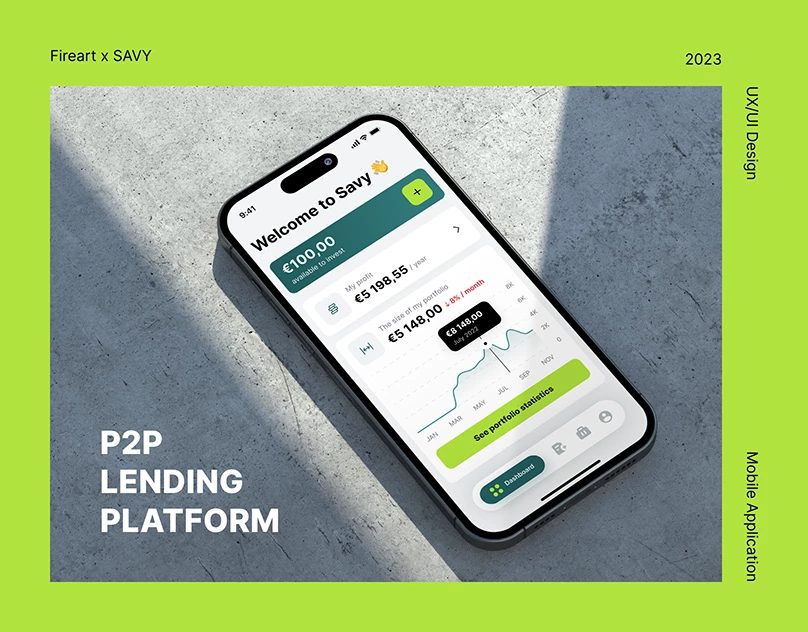 Fireart x SAVY
2023
UX/UI Design
9:41
Welcome to Savy 👋
€100,00
available to invest
+
My profit
€5 198,55 / year
The size of my portfolio
€5 148,00 ↓ 8% / month
€8 148,00
July 2022
8K
6K
4K
2K
0
JAN
MAR
MAY
JUL
SEP
NOV
See portfolio statistics
Dashboard
P2P
LENDING
PLATFORM
Mobile Application